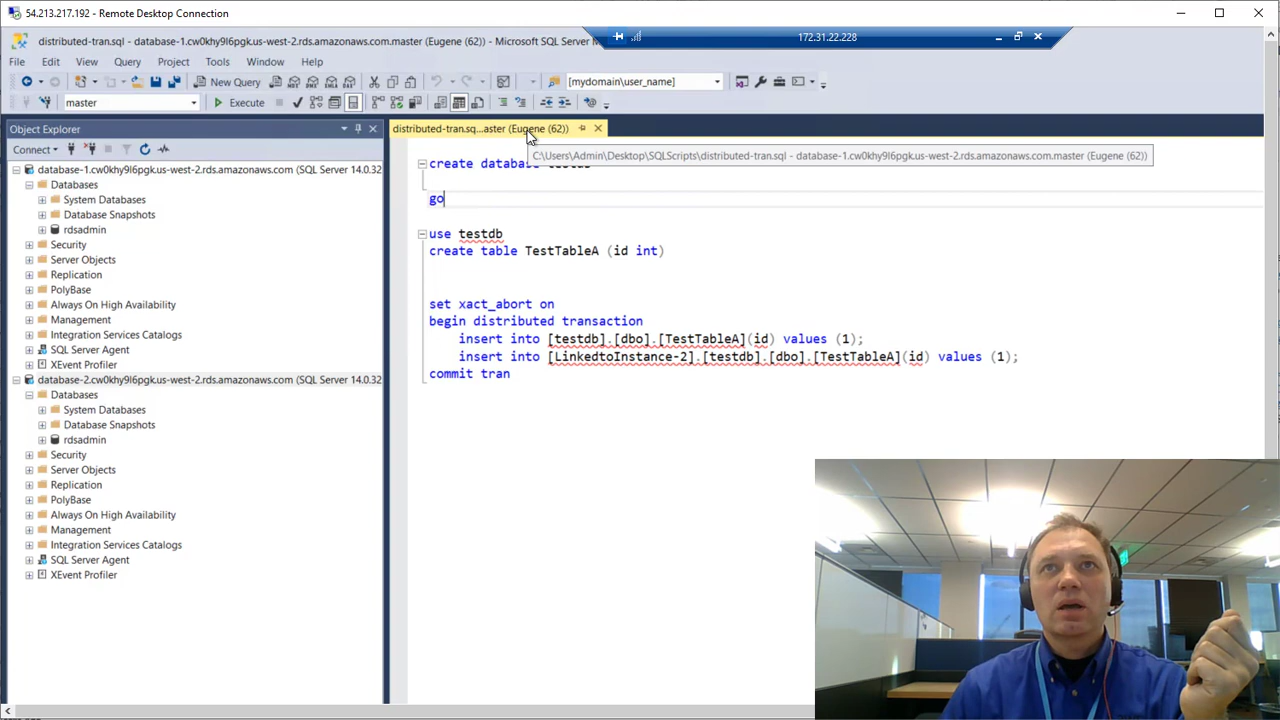 54.213.217.192 - Remote Desktop Connection
distributed-tran.sql - database-1.cw0khy9l6pgk.us-west-2.rds.amazonaws.com.master (Eugene (62)) - Microsoft SQL Server M
172.31.22.228
File Edit View Query Project Tools Window Help
New Query
[mydomain\user_name]
master
Execute
Object Explorer
distributed-tran.sq...aster (Eugene (62))
Connect
C:\Users\Admin\Desktop\SQLScripts\distributed-tran.sql - database-1.cw0khy9l6pgk.us-west-2.rds.amazonaws.com.master (Eugene (62))
database-1.cw0khy9l6pgk.us-west-2.rds.amazonaws.com (SQL Server 14.0.32
Databases
System Databases
Database Snapshots
rdsadmin
Security
Server Objects
Replication
PolyBase
Always On High Availability
Management
Integration Services Catalogs
SQL Server Agent
XEvent Profiler
database-2.cw0khy9l6pgk.us-west-2.rds.amazonaws.com (SQL Server 14.0.32
Databases
System Databases
Database Snapshots
rdsadmin
Security
Server Objects
Replication
PolyBase
Always On High Availability
Management
Integration Services Catalogs
SQL Server Agent
XEvent Profiler
create database
go
use testdb
create table TestTableA (id int)
set xact_abort on
begin distributed transaction
insert into [testdb].[dbo].[TestTableA](id) values (1);
insert into [LinkedtoInstance-2].[testdb].[dbo].[TestTableA](id) values (1);
commit tran